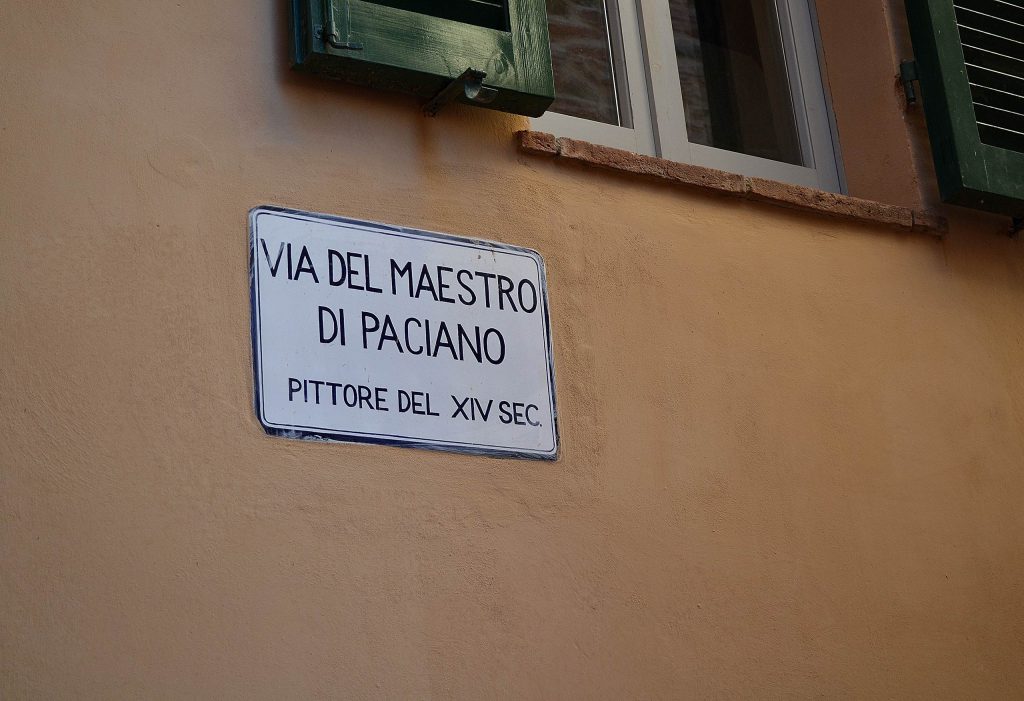 VIA DEL MAESTRO
DI PACIANO
PITTORE DEL XIV SEC.